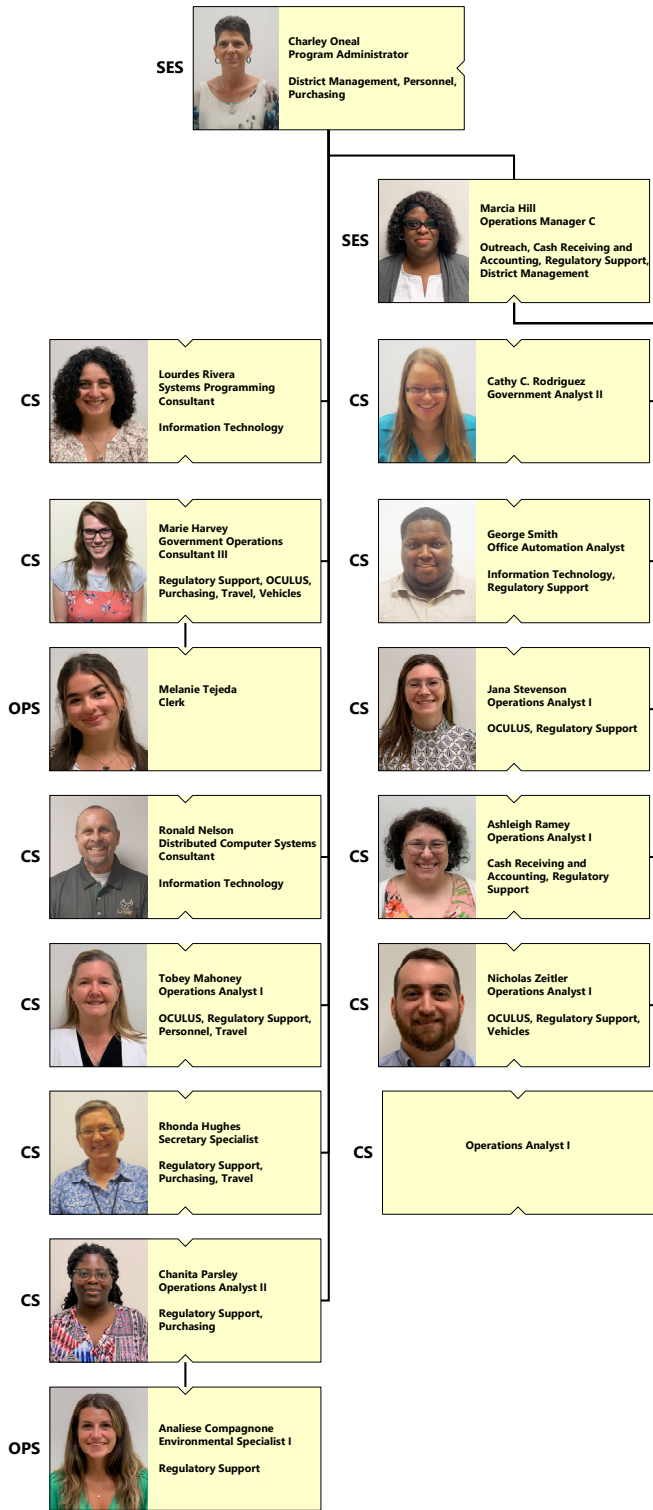 SES
Charley Oneal
Program Administrator
District Management, Personnel,
Purchasing
SES
Marcia Hill
Operations Manager C
Outreach, Cash Receiving and
Accounting, Regulatory Support,
District Management
CS
Lourdes Rivera
Systems Programming
Consultant
Information Technology
CS
Cathy C. Rodriguez
Government Analyst II
CS
Marie Harvey
Government Operations
Consultant III
Regulatory Support, OCULUS,
Purchasing, Travel, Vehicles
CS
George Smith
Office Automation Analyst
Information Technology,
Regulatory Support
OPS
Melanie Tejeda
Clerk
CS
Jana Stevenson
Operations Analyst I
OCULUS, Regulatory Support
CS
Ronald Nelson
Distributed Computer Systems
Consultant
Information Technology
CS
Ashleigh Ramey
Operations Analyst I
Cash Receiving and
Accounting, Regulatory
Support
CS
Tobey Mahoney
Operations Analyst I
OCULUS, Regulatory Support,
Personnel, Travel
CS
Nicholas Zeitler
Operations Analyst I
OCULUS, Regulatory Support,
Vehicles
CS
Rhonda Hughes
Secretary Specialist
Regulatory Support,
Purchasing, Travel
CS
Operations Analyst I
CS
Chanita Parsley
Operations Analyst II
Regulatory Support,
Purchasing
OPS
Analiese Compagnone
Environmental Specialist I
Regulatory Support